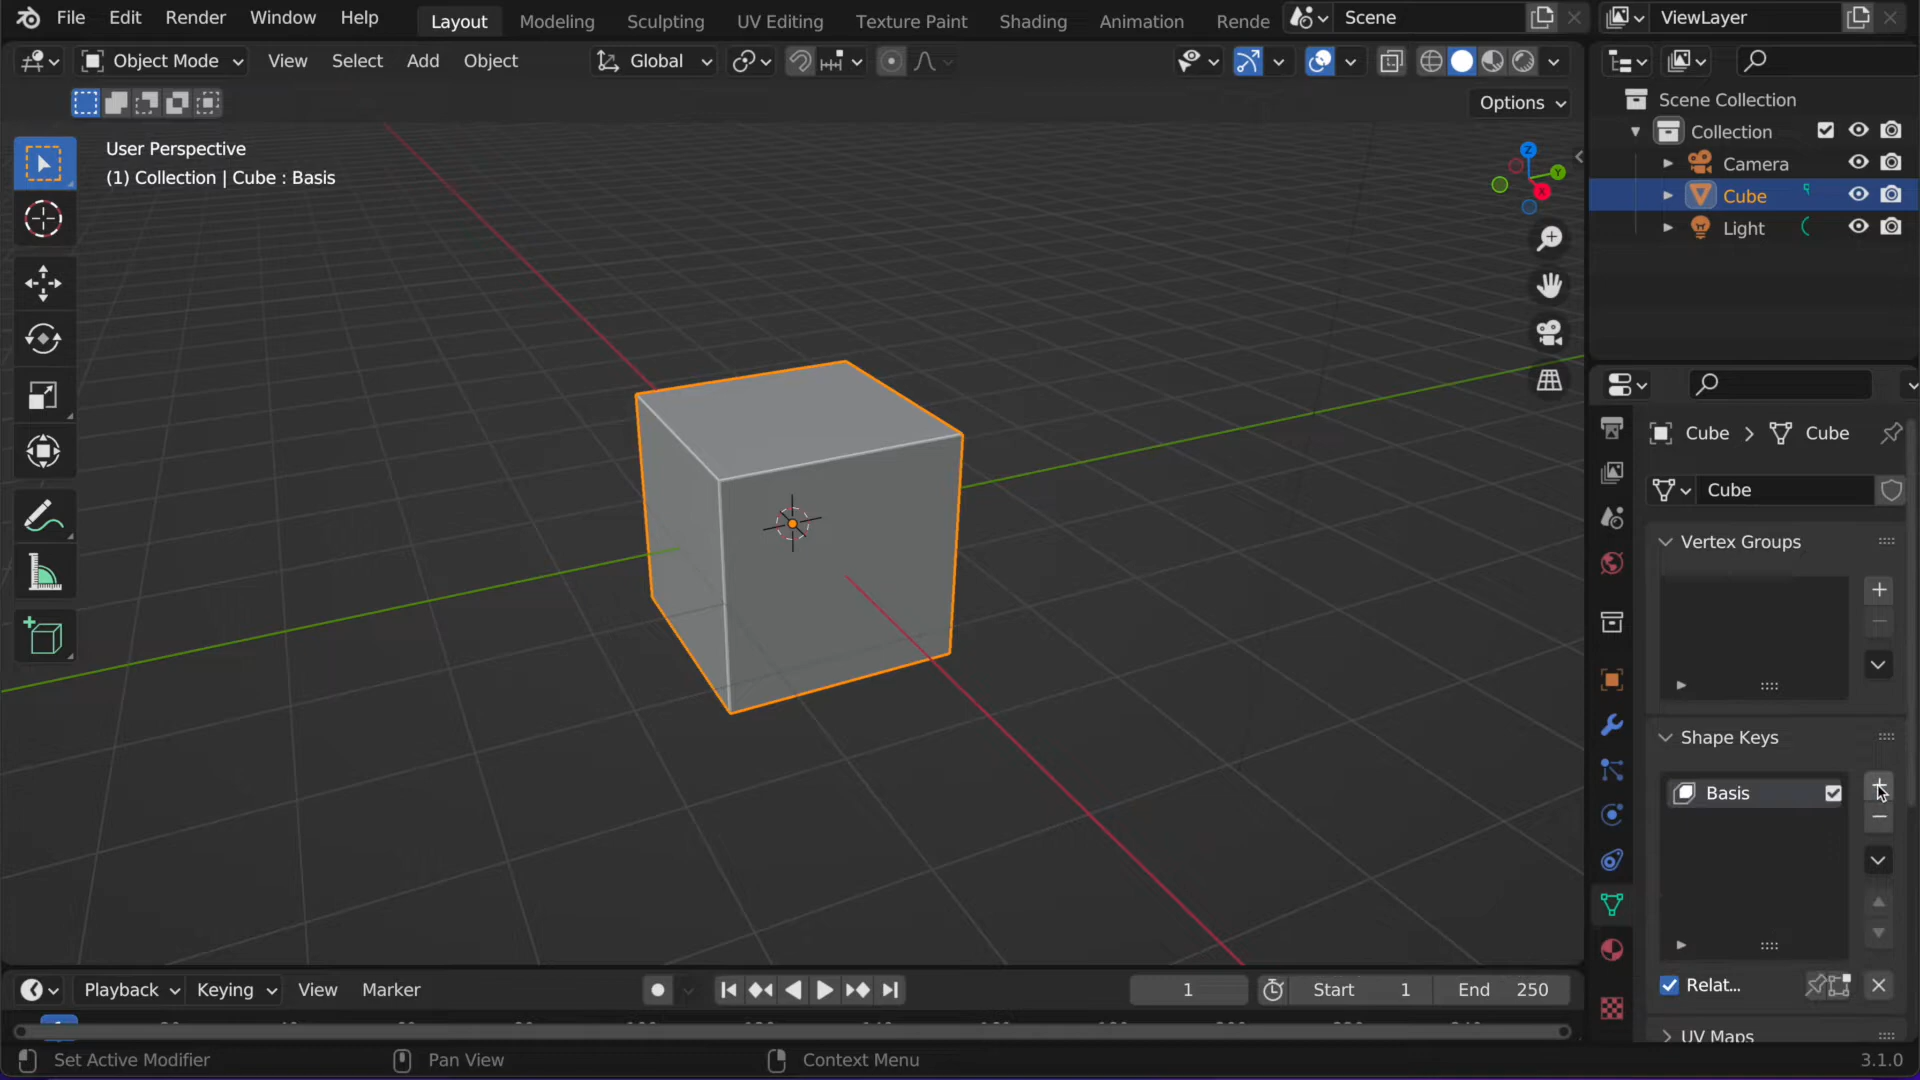 File Edit Render Window Help Layout Modeling Sculpting UV Editing Texture Paint Shading Animation Rende Scene ViewLayer
Object Mode View Select Add Object Global
Options
User Perspective
(1) Collection | Cube : Basis
Z
Y
X
Scene Collection
Collection
Camera
Cube
Light
Cube > Cube
Cube
Vertex Groups
Shape Keys
Basis
Relat...
UV Maps
Playback Keying View Marker 1 Start 1 End 250
Set Active Modifier Pan View Context Menu 3.1.0